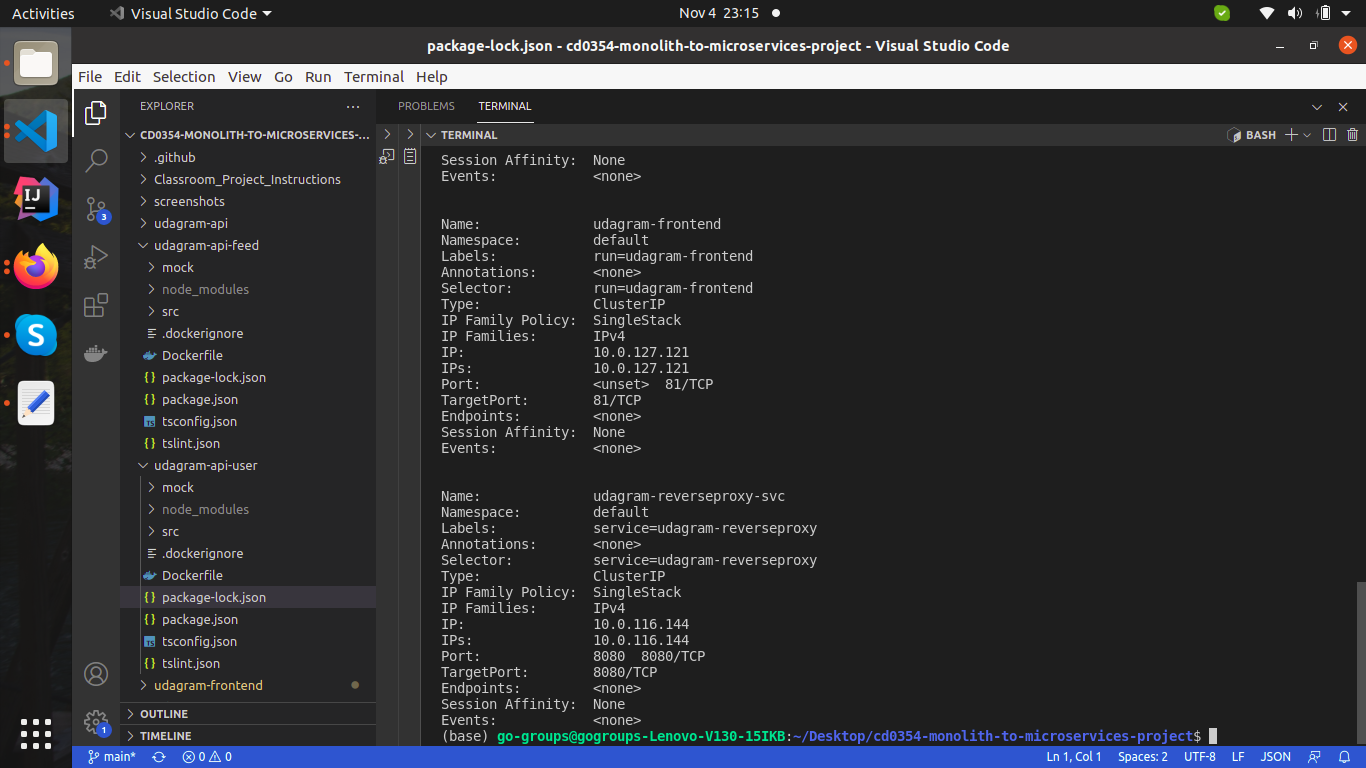 Activities Visual Studio Code Nov 4 23:15
package-lock.json - cd0354-monolith-to-microservices-project - Visual Studio Code
File Edit Selection View Go Run Terminal Help
EXPLORER
CD0354-MONOLITH-TO-MICROSERVICES-...
.github
Classroom_Project_Instructions
screenshots
udagram-api
udagram-api-feed
mock
node_modules
src
.dockerignore
Dockerfile
package-lock.json
package.json
tsconfig.json
tslint.json
udagram-api-user
mock
node_modules
src
.dockerignore
Dockerfile
package-lock.json
package.json
tsconfig.json
tslint.json
udagram-frontend
OUTLINE
TIMELINE
3
1
PROBLEMS TERMINAL
TERMINAL BASH
Session Affinity: None
Events: <none>
Name: udagram-frontend
Namespace: default
Labels: run=udagram-frontend
Annotations: <none>
Selector: run=udagram-frontend
Type: ClusterIP
IP Family Policy: SingleStack
IP Families: IPv4
IP: 10.0.127.121
IPs: 10.0.127.121
Port: <unset> 81/TCP
TargetPort: 81/TCP
Endpoints: <none>
Session Affinity: None
Events: <none>
Name: udagram-reverseproxy-svc
Namespace: default
Labels: service=udagram-reverseproxy
Annotations: <none>
Selector: service=udagram-reverseproxy
Type: ClusterIP
IP Family Policy: SingleStack
IP Families: IPv4
IP: 10.0.116.144
IPs: 10.0.116.144
Port: 8080 8080/TCP
TargetPort: 8080/TCP
Endpoints: <none>
Session Affinity: None
Events: <none>
(base) go-groups@gogroups-Lenovo-V130-15IKB:~/Desktop/cd0354-monolith-to-microservices-project$
main* 0 0 Ln 1, Col 1 Spaces: 2 UTF-8 LF JSON